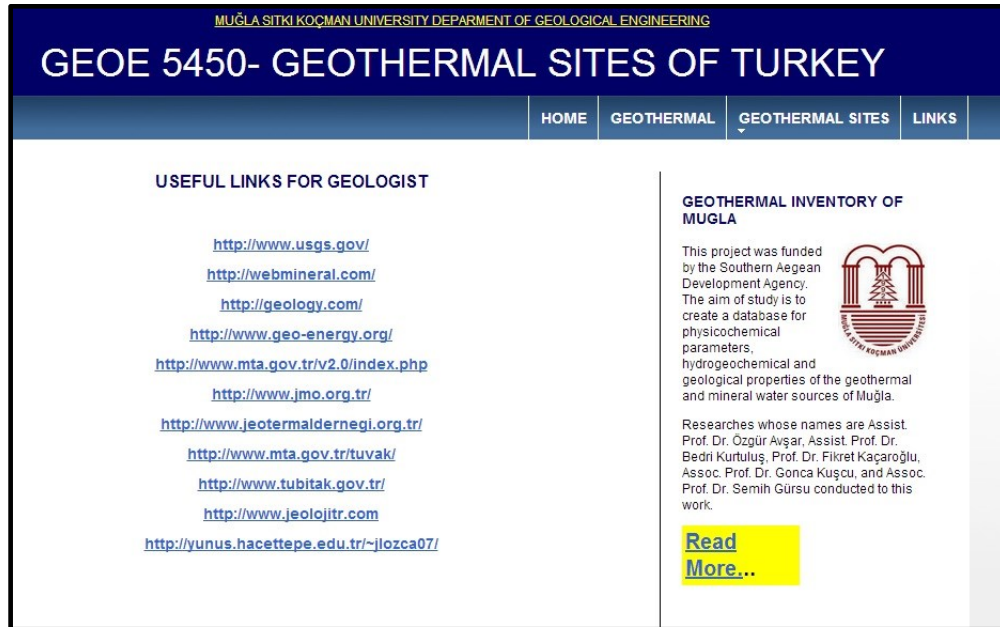 MUĞLA SITKI KOÇMAN UNIVERSITY DEPARMENT OF GEOLOGICAL ENGINEERING
GEOE 5450- GEOTHERMAL SITES OF TURKEY
HOME GEOTHERMAL GEOTHERMAL SITES LINKS
USEFUL LINKS FOR GEOLOGIST
http://www.usgs.gov/
http://webmineral.com/
http://geology.com/
http://www.geo-energy.org/
http://www.mta.gov.tr/v2.0/index.php
http://www.jmo.org.tr/
http://www.jeotermaldernegi.org.tr/
http://www.mta.gov.tr/tuvak/
http://www.tubitak.gov.tr/
http://www.jeolojitr.com
http://yunus.hacettepe.edu.tr/~jlozca07/
GEOTHERMAL INVENTORY OF
MUGLA
This project was funded
by the Southern Aegean
Development Agency.
The aim of study is to
create a database for
physicochemical
parameters,
hydrogeochemical and
geological properties of the geothermal
and mineral water sources of Muğla.
1992
MUĞLA SITKI KOÇMAN ÜNİVERSİTESİ
Researches whose names are Assist.
Prof. Dr. Özgür Avşar, Assist. Prof. Dr.
Bedri Kurtuluş, Prof. Dr. Fikret Kaçaroğlu,
Assoc. Prof. Dr. Gonca Kuşcu, and Assoc.
Prof. Dr. Semih Gürsu conducted to this
work.
Read
More...